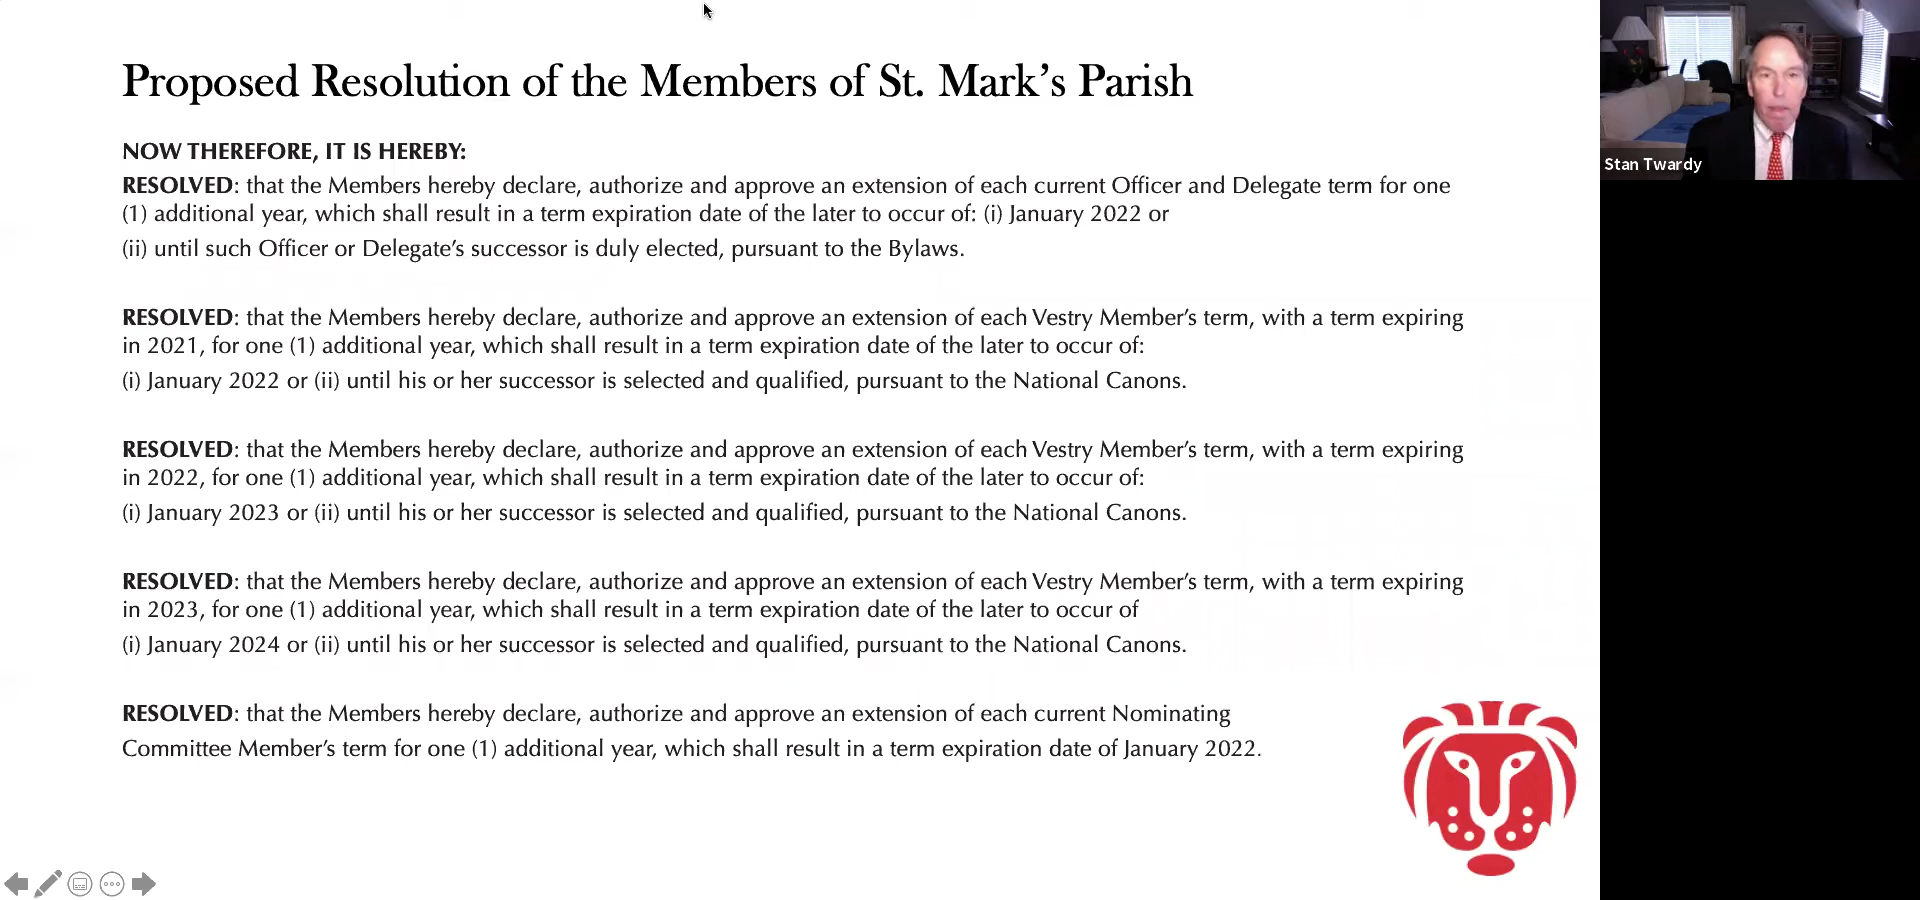 Proposed Resolution of the Members of St. Mark’s Parish
NOW THEREFORE, IT IS HEREBY:
RESOLVED: that the Members hereby declare, authorize and approve an extension of each current Officer and Delegate term for one
(1) additional year, which shall result in a term expiration date of the later to occur of: (i) January 2022 or
(ii) until such Officer or Delegate’s successor is duly elected, pursuant to the Bylaws.
RESOLVED: that the Members hereby declare, authorize and approve an extension of each Vestry Member’s term, with a term expiring
in 2021, for one (1) additional year, which shall result in a term expiration date of the later to occur of:
(i) January 2022 or (ii) until his or her successor is selected and qualified, pursuant to the National Canons.
RESOLVED: that the Members hereby declare, authorize and approve an extension of each Vestry Member’s term, with a term expiring
in 2022, for one (1) additional year, which shall result in a term expiration date of the later to occur of:
(i) January 2023 or (ii) until his or her successor is selected and qualified, pursuant to the National Canons.
RESOLVED: that the Members hereby declare, authorize and approve an extension of each Vestry Member’s term, with a term expiring
in 2023, for one (1) additional year, which shall result in a term expiration date of the later to occur of
(i) January 2024 or (ii) until his or her successor is selected and qualified, pursuant to the National Canons.
RESOLVED: that the Members hereby declare, authorize and approve an extension of each current Nominating
Committee Member’s term for one (1) additional year, which shall result in a term expiration date of January 2022.
Stan Twardy